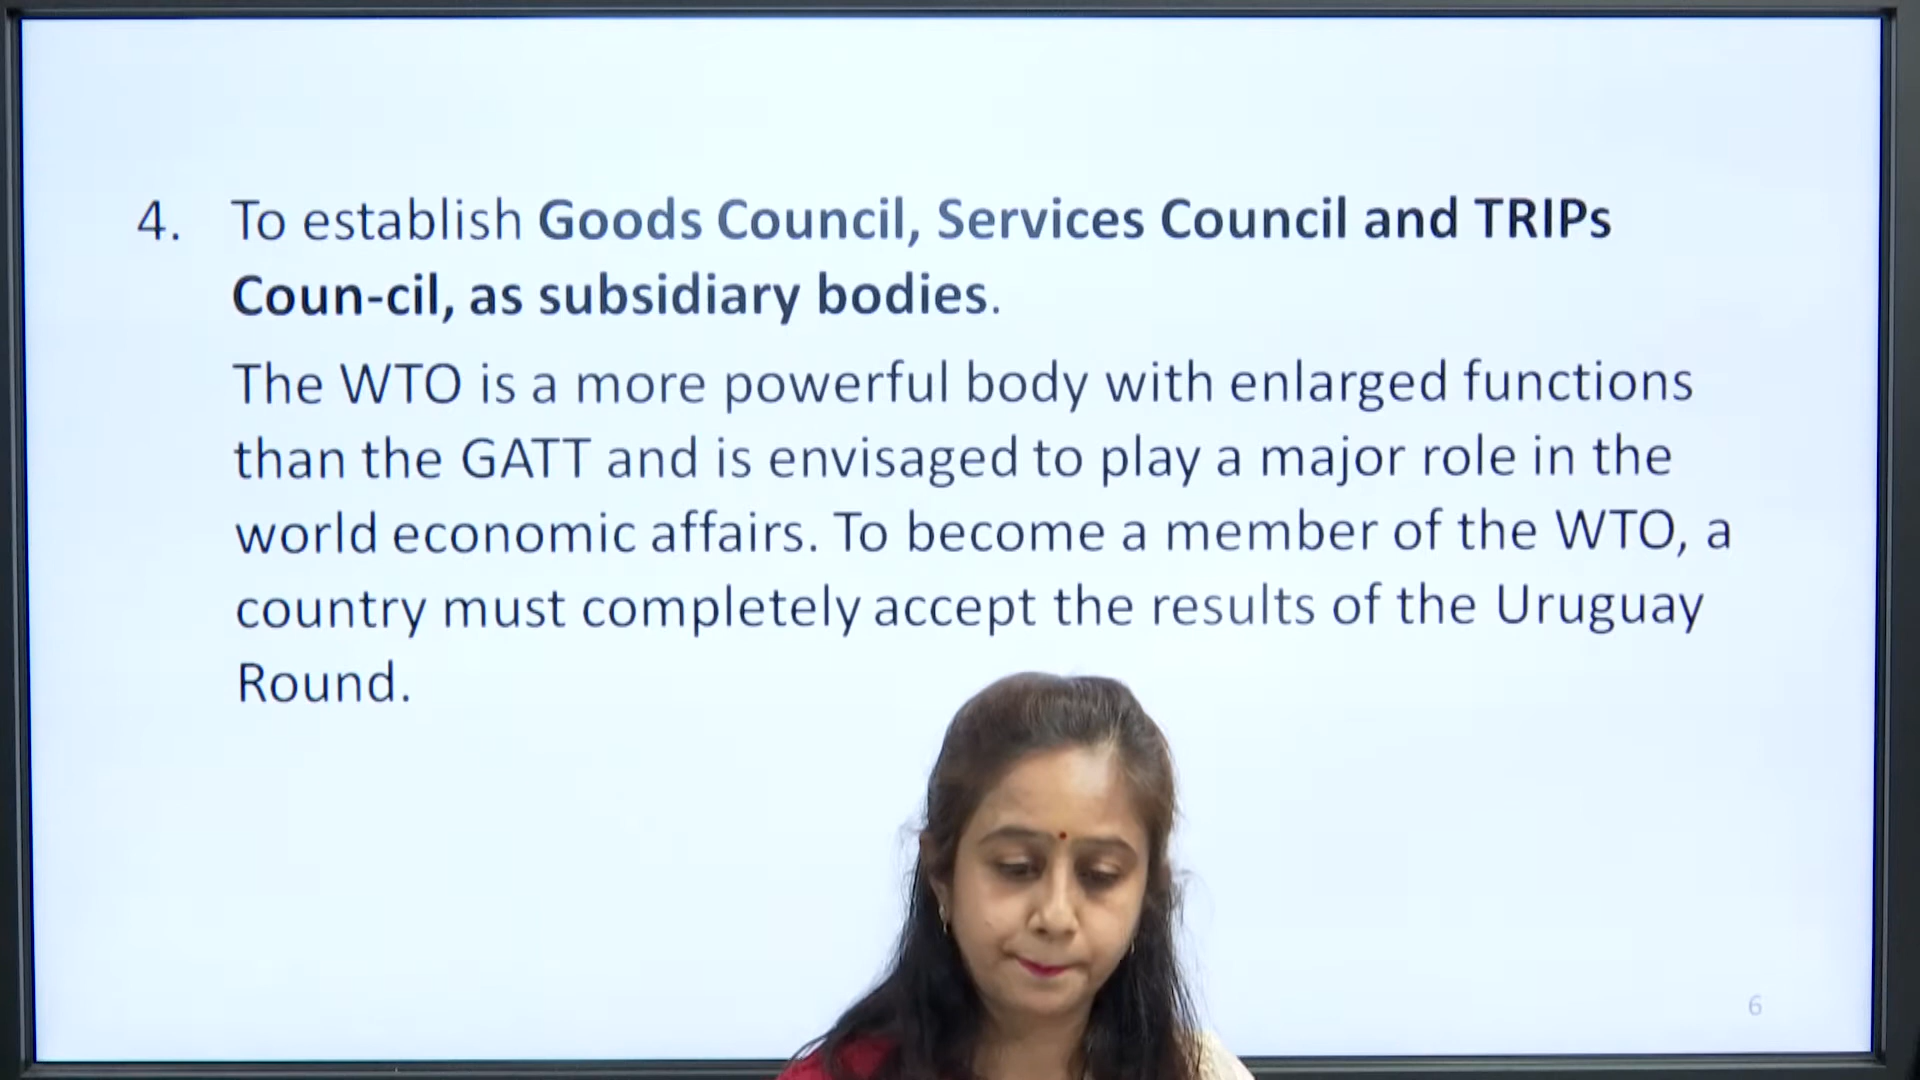 4. To establish Goods Council, Services Council and TRIPs
Coun-cil, as subsidiary bodies.
The WTO is a more powerful body with enlarged functions
than the GATT and is envisaged to play a major role in the
world economic affairs. To become a member of the WTO, a
country must completely accept the results of the Uruguay
Round.
6